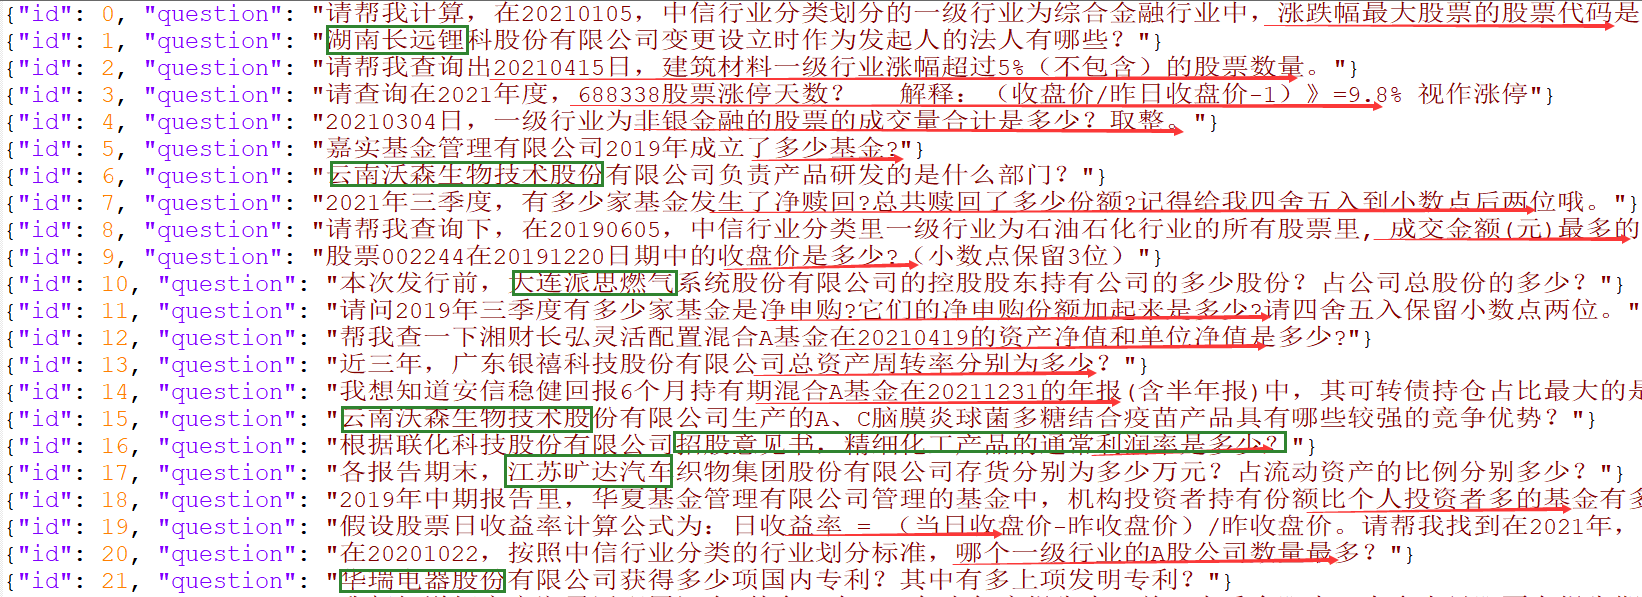 {"id": 0, "question": "请帮我计算，在20210105，中信行业分类划分的一级行业为综合金融行业中，涨跌幅最大股票的股票代码是
{"id": 1, "question": "湖南长远锂科股份有限公司变更设立时作为发起人的法人有哪些？"}
{"id": 2, "question": "请帮我查询出20210415日，建筑材料一级行业涨幅超过5%（不包含）的股票数量。"}
{"id": 3, "question": "请查询在2021年度，688338股票涨停天数？   解释：（收盘价/昨日收盘价-1）》=9.8% 视作涨停"}
{"id": 4, "question": "20210304日，一级行业为非银金融的股票的成交量合计是多少？取整。"}
{"id": 5, "question": "嘉实基金管理有限公司2019年成立了多少基金?"}
{"id": 6, "question": "云南沃森生物技术股份有限公司负责产品研发的是什么部门？"}
{"id": 7, "question": "2021年三季度，有多少家基金发生了净赎回?总共赎回了多少份额?记得给我四舍五入到小数点后两位哦。"}
{"id": 8, "question": "请帮我查询下，在20190605，中信行业分类里一级行业为石油石化行业的所有股票里，成交金额(元)最多的
{"id": 9, "question": "股票002244在20191220日期中的收盘价是多少?（小数点保留3位）"}
{"id": 10, "question": "本次发行前，大连派思燃气系统股份有限公司的控股股东持有公司的多少股份？占公司总股份的多少？"}
{"id": 11, "question": "请问2019年三季度有多少家基金是净申购?它们的净申购份额加起来是多少?请四舍五入保留小数点两位。"
{"id": 12, "question": "帮我查一下湘财长弘灵活配置混合A基金在20210419的资产净值和单位净值是多少?"}
{"id": 13, "question": "近三年，广东银禧科技股份有限公司总资产周转率分别为多少？"}
{"id": 14, "question": "我想知道安信稳健回报6个月持有期混合A基金在20211231的年报(含半年报)中，其可转债持仓占比最大的是
{"id": 15, "question": "云南沃森生物技术股份有限公司生产的A、C脑膜炎球菌多糖结合疫苗产品具有哪些较强的竞争优势？"}
{"id": 16, "question": "根据联化科技股份有限公司招股意见书，精细化工产品的通常利润率是多少？"}
{"id": 17, "question": "各报告期末，江苏旷达汽车织物集团股份有限公司存货分别为多少万元？占流动资产的比例分别多少？"}
{"id": 18, "question": "2019年中期报告里，华夏基金管理有限公司管理的基金中，机构投资者持有份额比个人投资者多的基金有多
{"id": 19, "question": "假设股票日收益率计算公式为：日收益率 = （当日收盘价-昨收盘价）/昨收盘价。请帮我找到在2021年，
{"id": 20, "question": "在20201022，按照中信行业分类的行业划分标准，哪个一级行业的A股公司数量最多？"}
{"id": 21, "question": "华瑞电器股份有限公司获得多少项国内专利？其中有多上项发明专利？"}